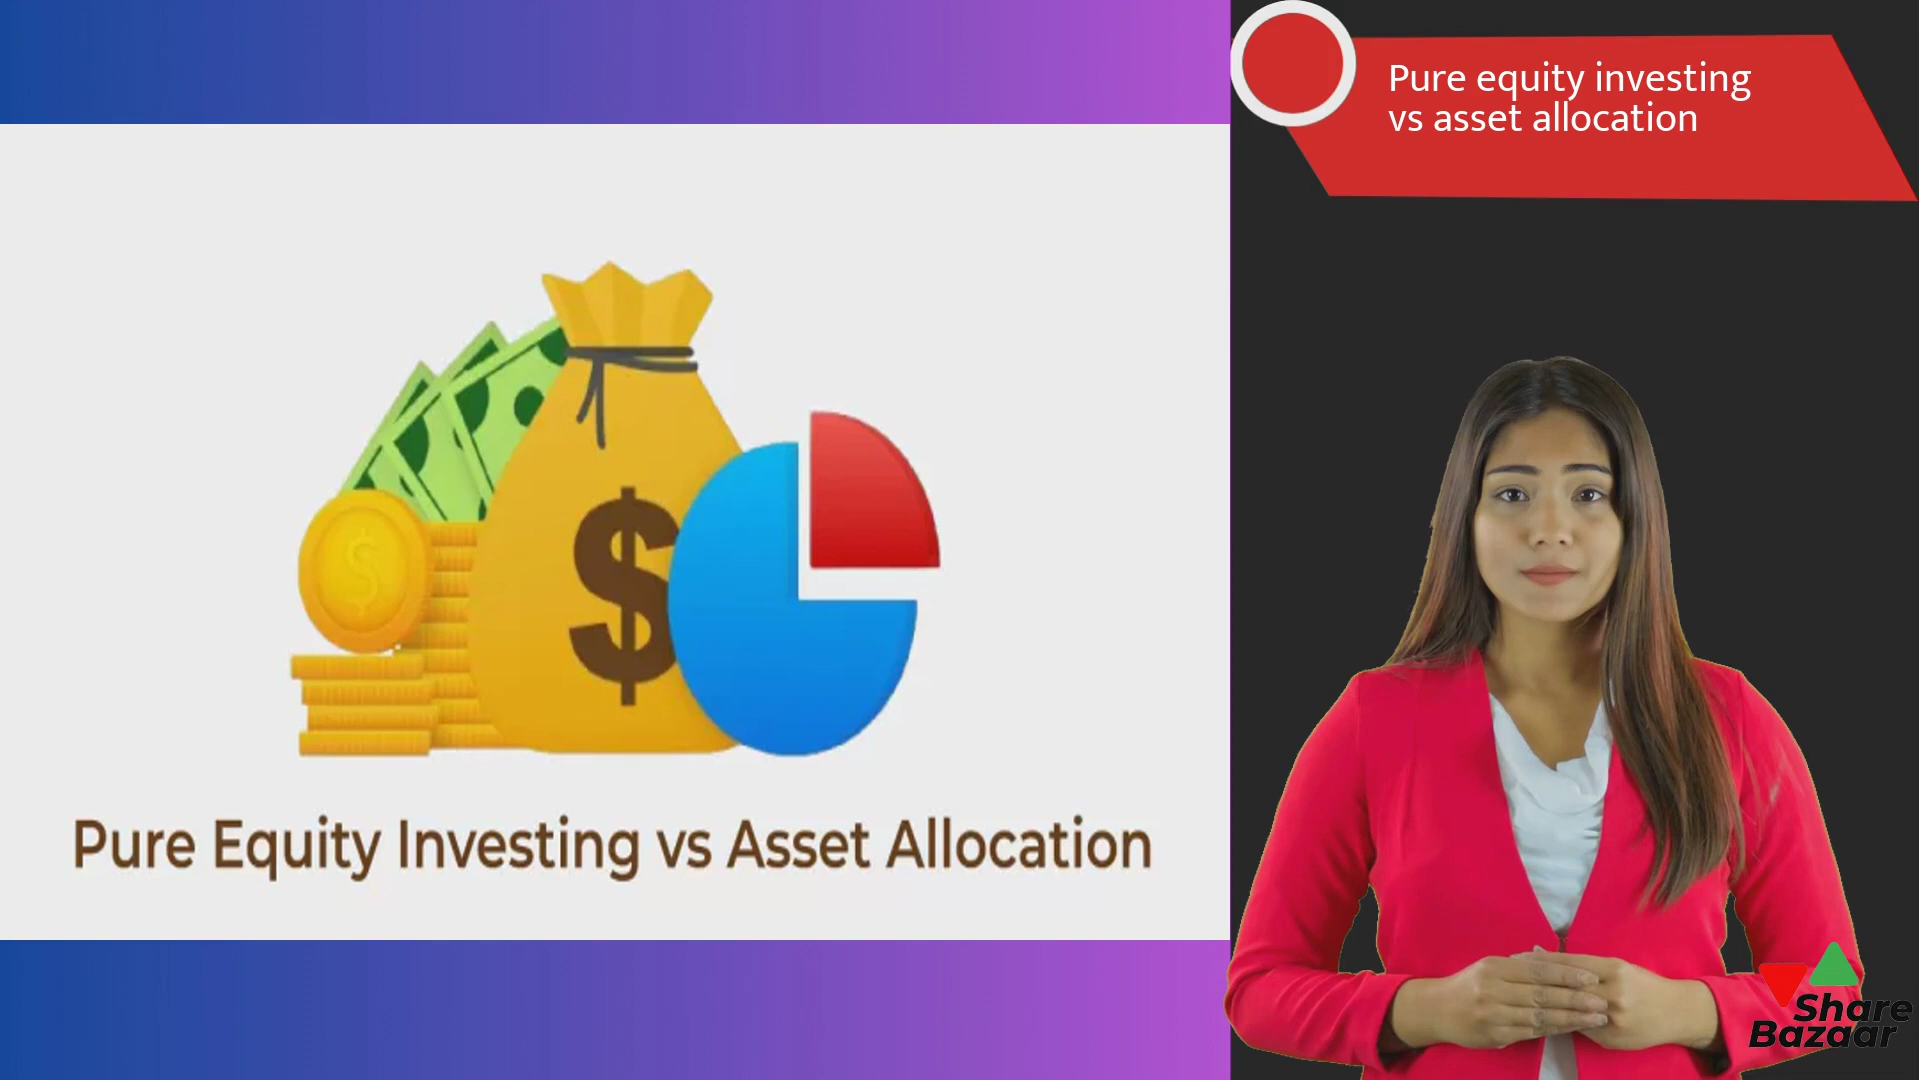 Pure equity investing
vs asset allocation
$
$
Pure Equity Investing vs Asset Allocation
Share
Bazaar